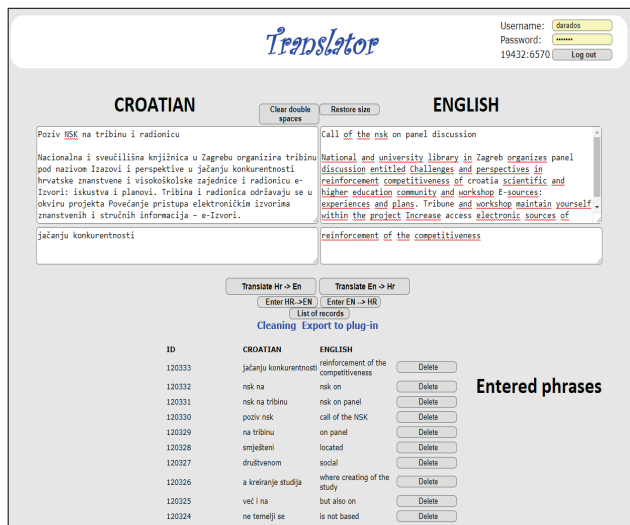 Translator
Username: darados
Password: •••••••
19432:6570 Log out
CROATIAN
Clear double spaces
Restore size
ENGLISH
Poziv NSK na tribinu i radionicu
Nacionalna i sveučilišna knjižnica u Zagrebu organizira tribinu
pod nazivom Izazovi i perspektive u jačanju konkurentnosti
hrvatske znanstvene i visokoškolske zajednice i radionicu e-
Izvori: iskustva i planovi. Tribina i radionica održavaju se u
okviru projekta Povećanje pristupa elektroničkim izvorima
znanstvenih i stručnih informacija – e-Izvori.
Call of the nsk on panel discussion
National and university library in Zagreb organizes panel
discussion entitled Challenges and perspectives in
reinforcement competitiveness of croatia scientific and
higher education community and workshop E-sources:
experiences and plans. Tribune and workshop maintain yourself
within the project Increase access electronic sources of
jačanju konkurentnosti
reinforcement of the competitiveness
Translate Hr -> En Translate En -> Hr
Enter HR-->EN Enter EN --> HR
List of records
Cleaning Export to plug-in
ID CROATIAN ENGLISH
120333 jačanju konkurentnosti reinforcement of the competitiveness Delete
120332 nsk na nsk on Delete
120331 nsk na tribinu nsk on panel Delete
120330 poziv nsk call of the NSK Delete
120329 na tribinu on panel Delete
120328 smješteni located Delete
120327 društvenom social Delete
120326 a kreiranje studija where creating of the study Delete
120325 već i na but also on Delete
120324 ne temelji se is not based Delete
Entered phrases